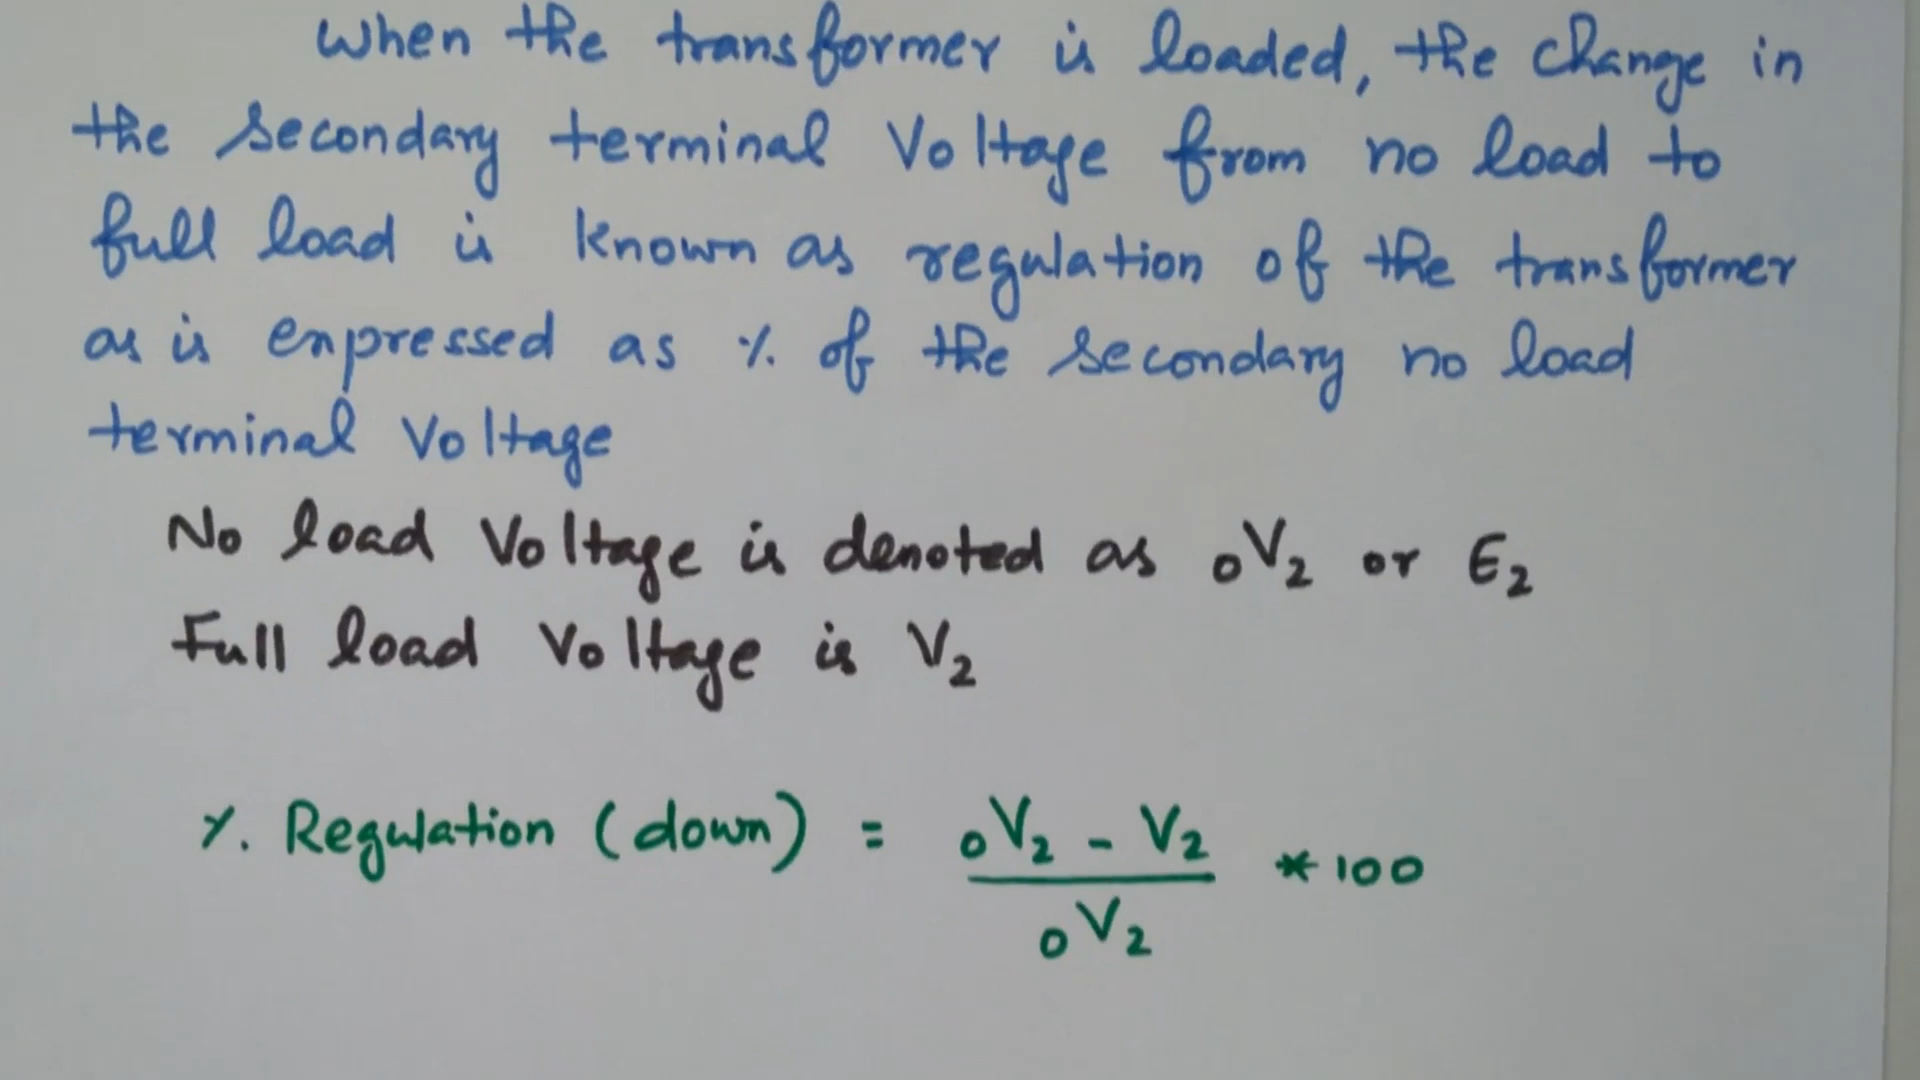 When the transformer is loaded, the change in
the secondary terminal Voltage from no load to
full load is known as regulation of the transformer
as is expressed as % of the secondary no load
terminal Voltage
No load Voltage is denoted as ₀V₂ or E₂
Full load Voltage is V₂
% Regulation (down) = ₀V₂ - V₂ / ₀V₂ * 100